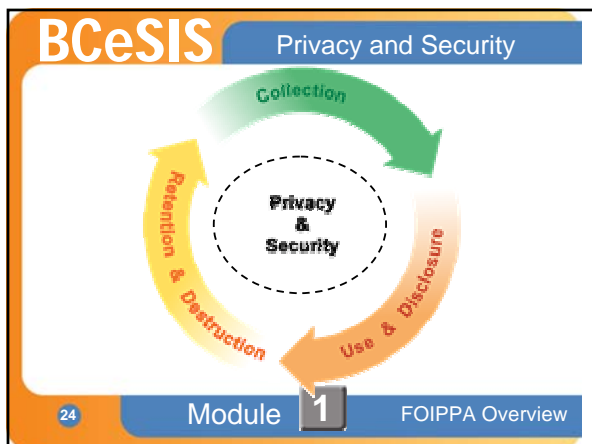 BCeSIS
Privacy and Security
Collection
Privacy
&
Security
Use & Disclosure
Retention & Destruction
24
Module 1
FOIPPA Overview